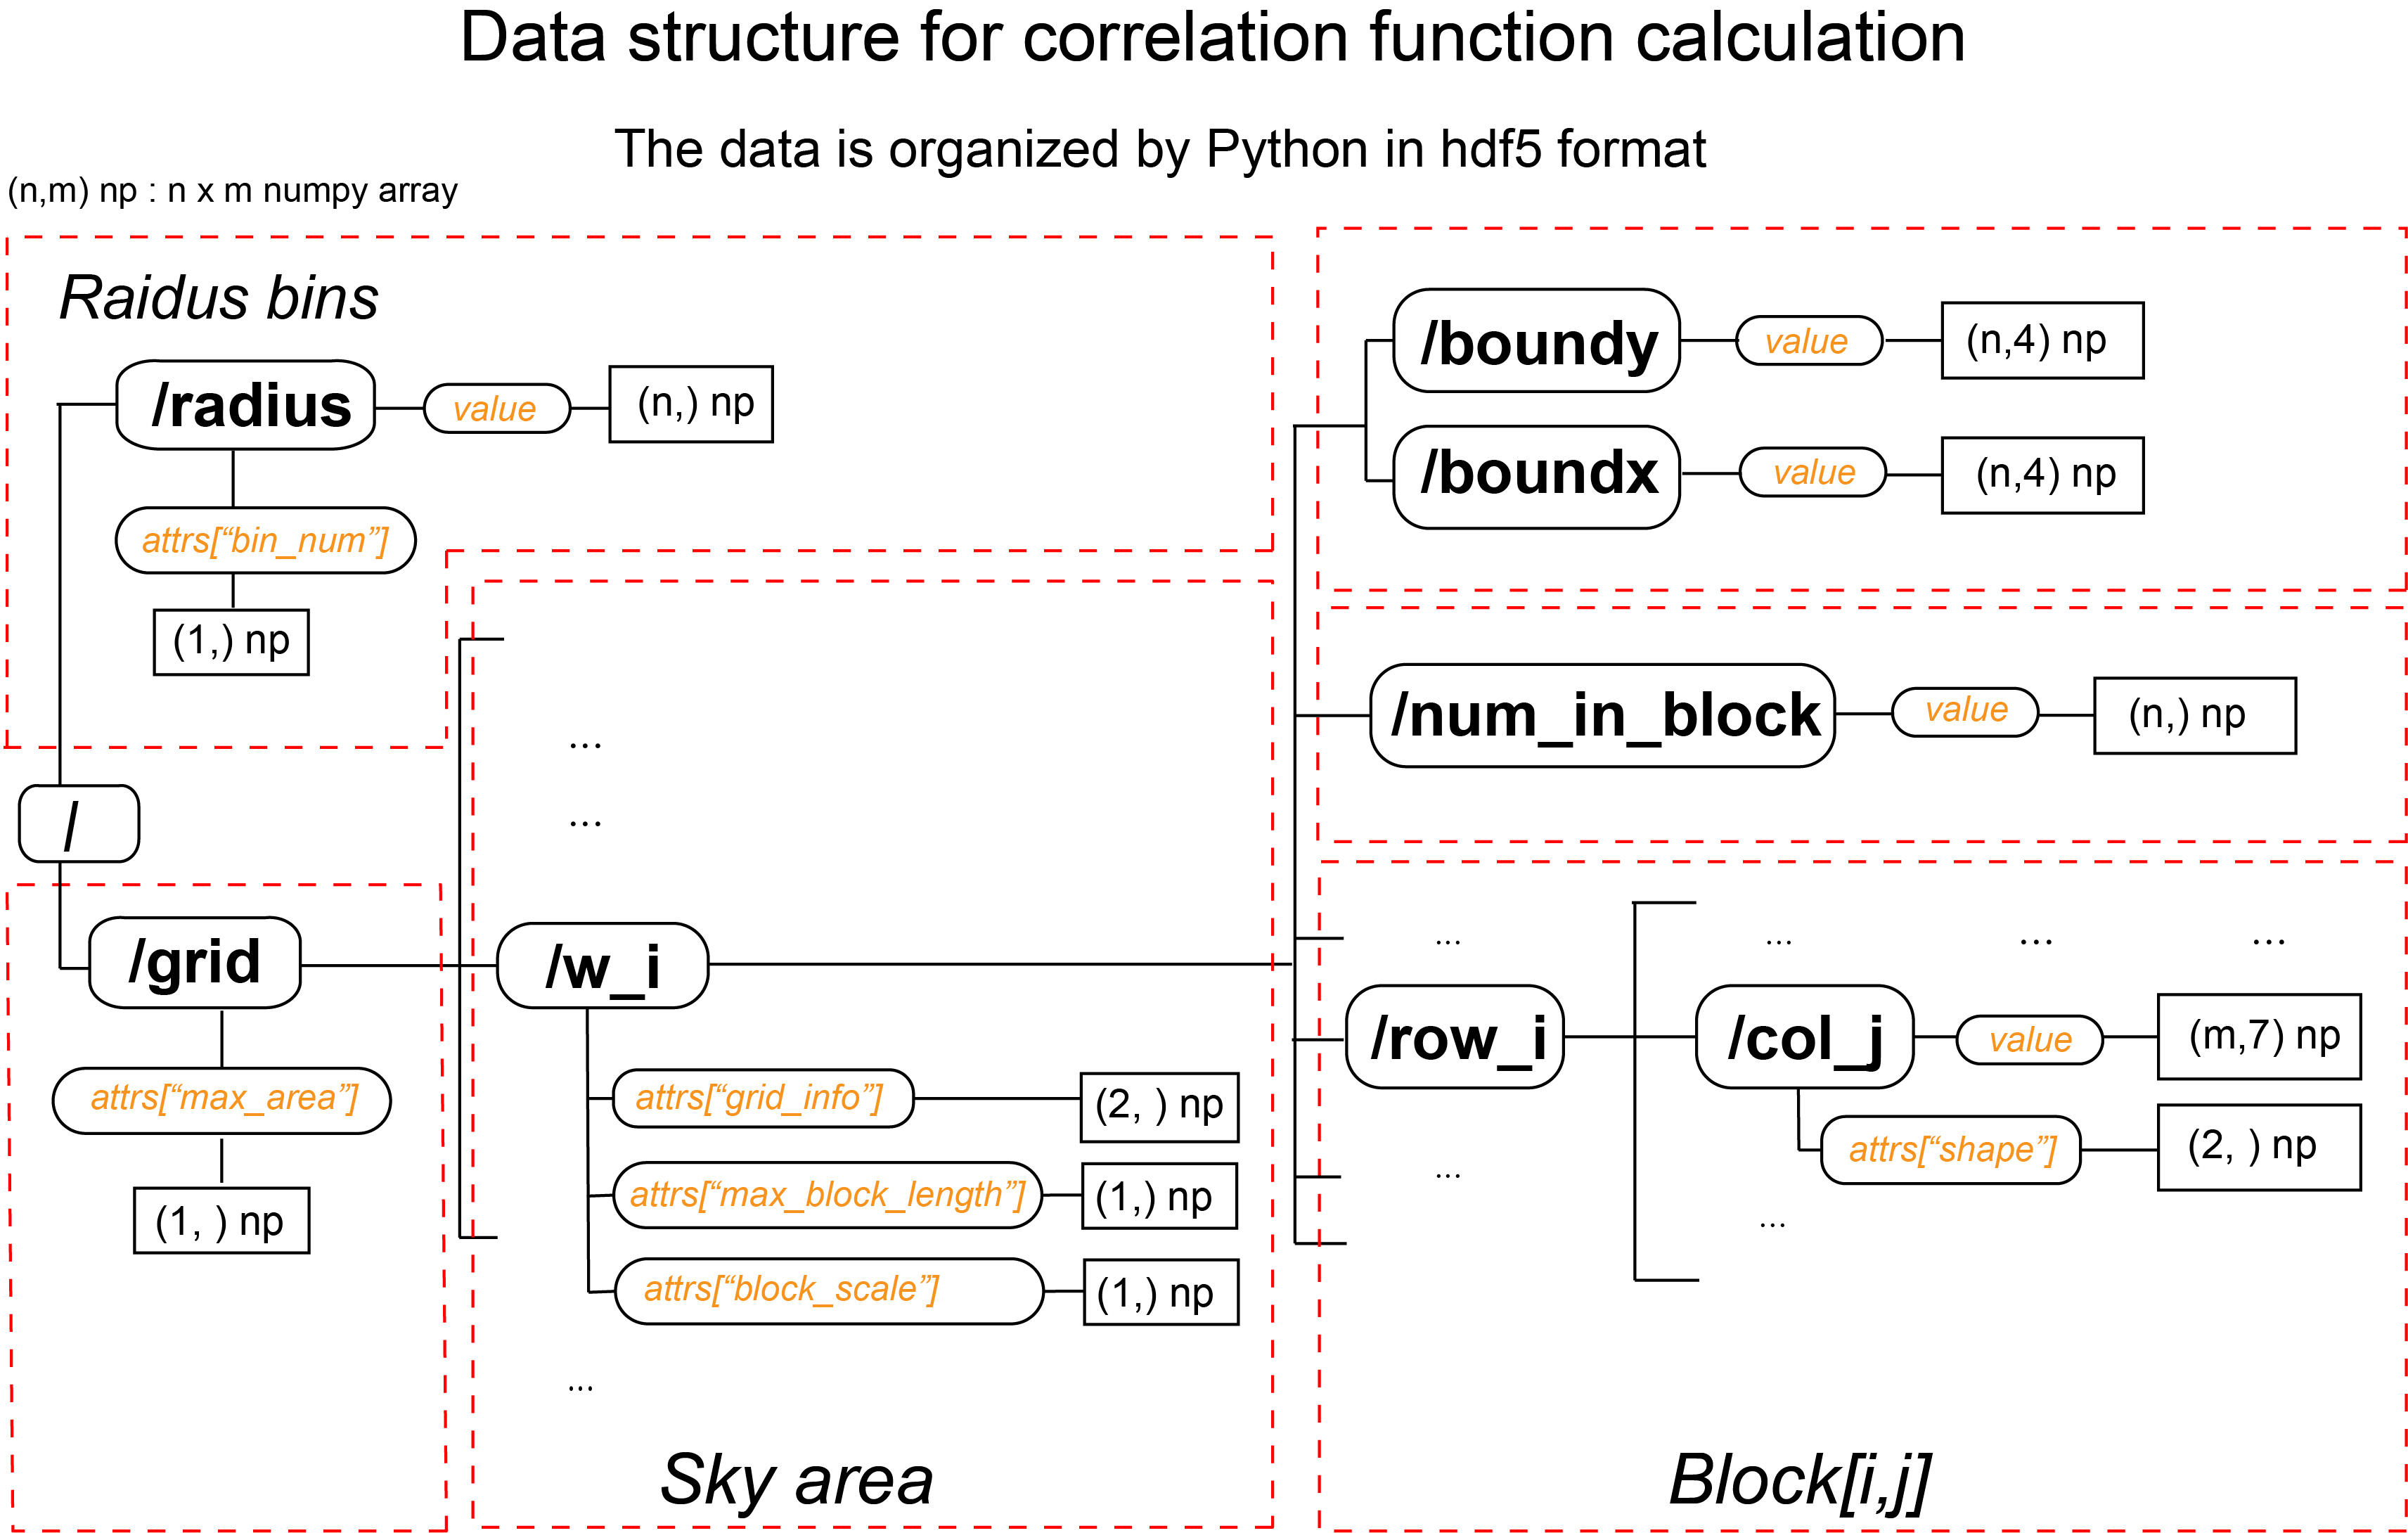 Data structure for correlation function calculation
The data is organized by Python in hdf5 format
(n,m) np : n x m numpy array
Raidus bins
/radius
value
(n,) np
attrs[“bin_num”]
(1,) np
/
/grid
attrs[“max_area”]
(1, ) np
...
...
/w_i
attrs[“grid_info”]
(2, ) np
attrs[“max_block_length”]
(1,) np
attrs[“block_scale”]
(1,) np
...
Sky area
/boundy
value
(n,4) np
/boundx
value
(n,4) np
/num_in_block
value
(n,) np
...
...
...
...
/row_i
/col_j
value
(m,7) np
attrs[“shape”]
(2, ) np
...
...
Block[i,j]